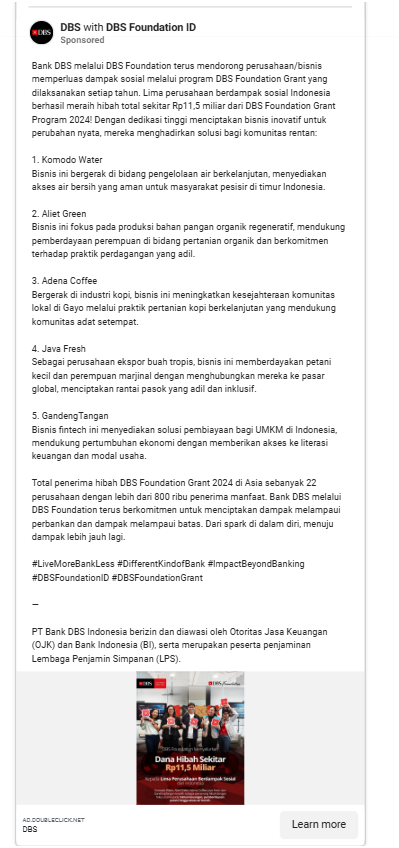 DBS with DBS Foundation ID
Sponsored
Bank DBS melalui DBS Foundation terus mendorong perusahaan/bisnis
memperluas dampak sosial melalui program DBS Foundation Grant yang
dilaksanakan setiap tahun. Lima perusahaan berdampak sosial Indonesia
berhasil meraih hibah total sekitar Rp11,5 miliar dari DBS Foundation Grant
Program 2024! Dengan dedikasi tinggi menciptakan bisnis inovatif untuk
perubahan nyata, mereka menghadirkan solusi bagi komunitas rentan:
1. Komodo Water
Bisnis ini bergerak di bidang pengelolaan air berkelanjutan, menyediakan
akses air bersih yang aman untuk masyarakat pesisir di timur Indonesia.
2. Aliet Green
Bisnis ini fokus pada produksi bahan pangan organik regeneratif, mendukung
pemberdayaan perempuan di bidang pertanian organik dan berkomitmen
terhadap praktik perdagangan yang adil.
3. Adena Coffee
Bergerak di industri kopi, bisnis ini meningkatkan kesejahteraan komunitas
lokal di Gayo melalui praktik pertanian kopi berkelanjutan yang mendukung
komunitas adat setempat.
4. Java Fresh
Sebagai perusahaan ekspor buah tropis, bisnis ini memberdayakan petani
kecil dan perempuan marjinal dengan menghubungkan mereka ke pasar
global, menciptakan rantai pasok yang adil dan inklusif.
5. GandengTangan
Bisnis fintech ini menyediakan solusi pembiayaan bagi UMKM di Indonesia,
mendukung pertumbuhan ekonomi dengan memberikan akses ke literasi
keuangan dan modal usaha.
Total penerima hibah DBS Foundation Grant 2024 di Asia sebanyak 22
perusahaan dengan lebih dari 800 ribu penerima manfaat. Bank DBS melalui
DBS Foundation terus berkomitmen untuk menciptakan dampak melampaui
perbankan dan dampak melampaui batas. Dari spark di dalam diri, menuju
dampak lebih jauh lagi.
#LiveMoreBankLess #DifferentKindofBank #ImpactBeyondBanking
#DBSFoundationID #DBSFoundationGrant
—
PT Bank DBS Indonesia berizin dan diawasi oleh Otoritas Jasa Keuangan
(OJK) dan Bank Indonesia (BI), serta merupakan peserta penjaminan
Lembaga Penjamin Simpanan (LPS).
DBS
DBS Foundation
DBS Foundation
Dana Hibah Sekitar
Rp11,5 Miliar
kepada Lima Perusahaan Berdampak Sosial
AD.DOUBLECLICK.NET
DBS
Learn more